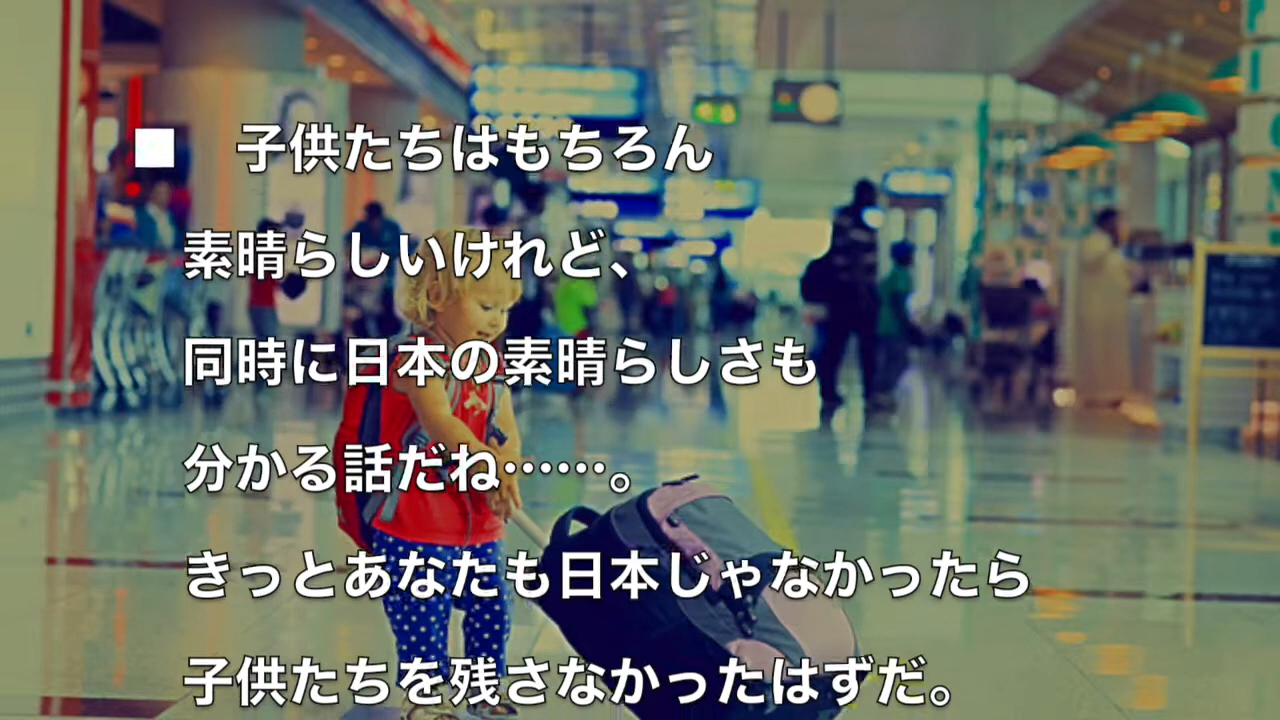 ■ 子供たちはもちろん
素晴らしいけれど、
同時に日本の素晴らしさも
分かる話だね……。
きっとあなたも日本じゃなかったら
子供たちを残さなかったはずだ。